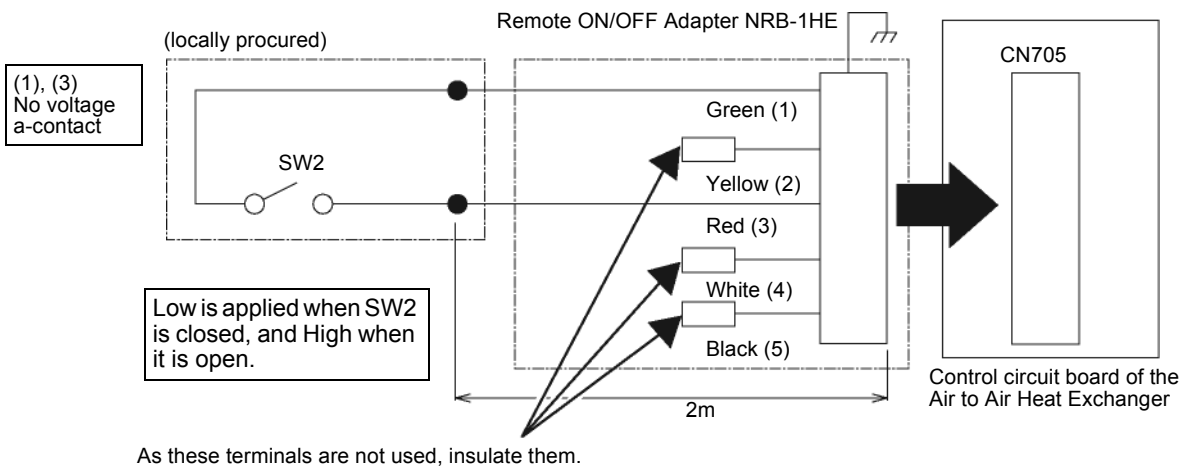 Remote ON/OFF Adapter NRB-1HE
(locally procured)
CN705
(1), (3)
No voltage
a-contact
Green (1)
SW2
Yellow (2)
Red (3)
White (4)
Low is applied when SW2
is closed, and High when
it is open.
Black (5)
Control circuit board of the
Air to Air Heat Exchanger
2m
As these terminals are not used, insulate them.